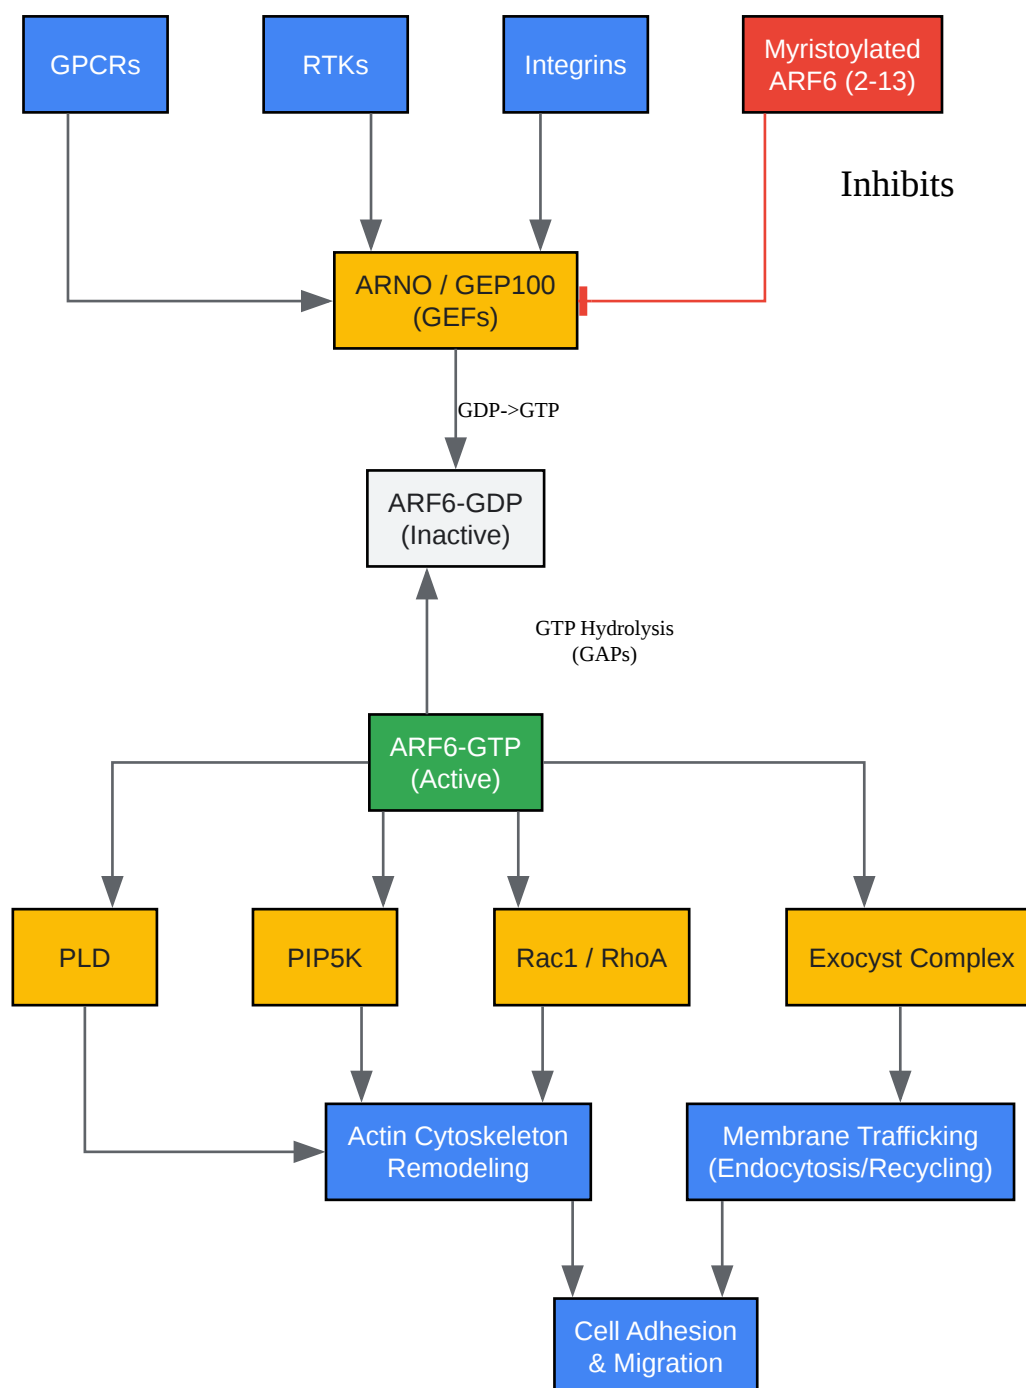 GPCRs
RTKs
Integrins
Myristoylated
ARF6 (2-13)
Inhibits
ARNO / GEP100
(GEFs)
GDP->GTP
ARF6-GDP
(Inactive)
GTP Hydrolysis
(GAPs)
ARF6-GTP
(Active)
PLD
PIP5K
Rac1 / RhoA
Exocyst Complex
Actin Cytoskeleton
Remodeling
Membrane Trafficking
(Endocytosis/Recycling)
Cell Adhesion
& Migration